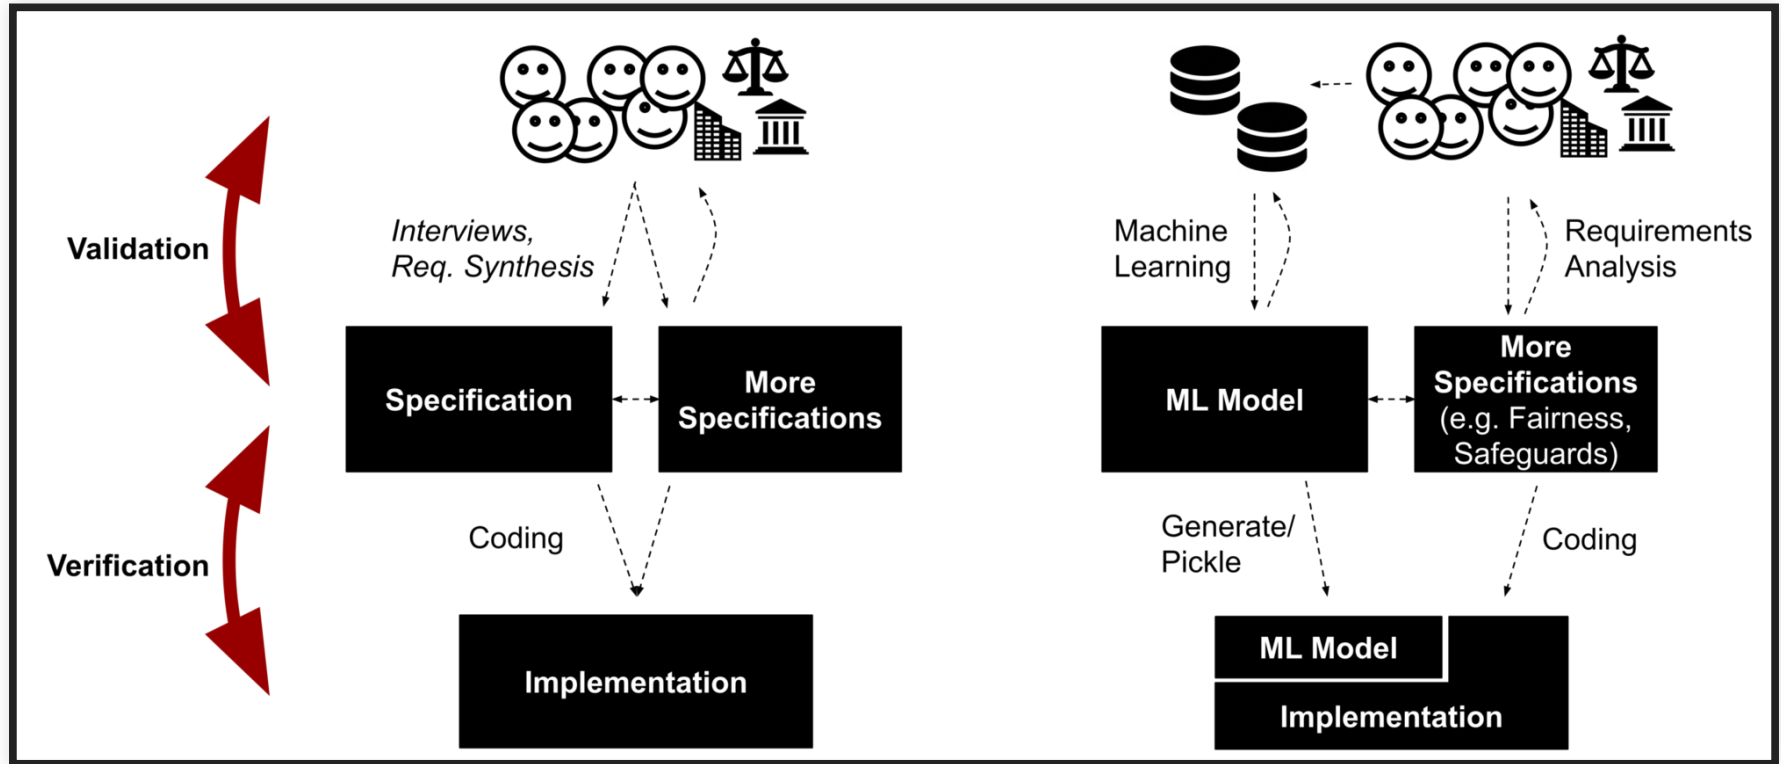 Validation
Verification
Interviews,
Req. Synthesis
Specification
More
Specifications
Coding
Implementation
Machine
Learning
Requirements
Analysis
ML Model
More
Specifications
(e.g. Fairness,
Safeguards)
Generate/
Pickle
Coding
ML Model
Implementation